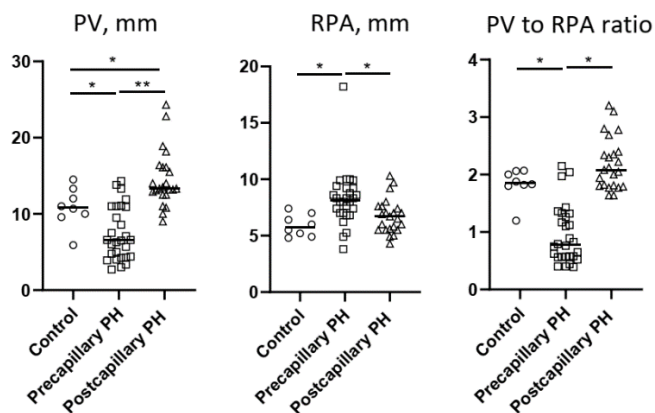 PV, mm
30
20
10
0
*
*
**
Control
Precapillary PH
Postcapillary PH
RPA, mm
20
15
10
5
0
*
*
Control
Precapillary PH
Postcapillary PH
PV to RPA ratio
4
3
2
1
0
*
*
Control
Precapillary PH
Postcapillary PH